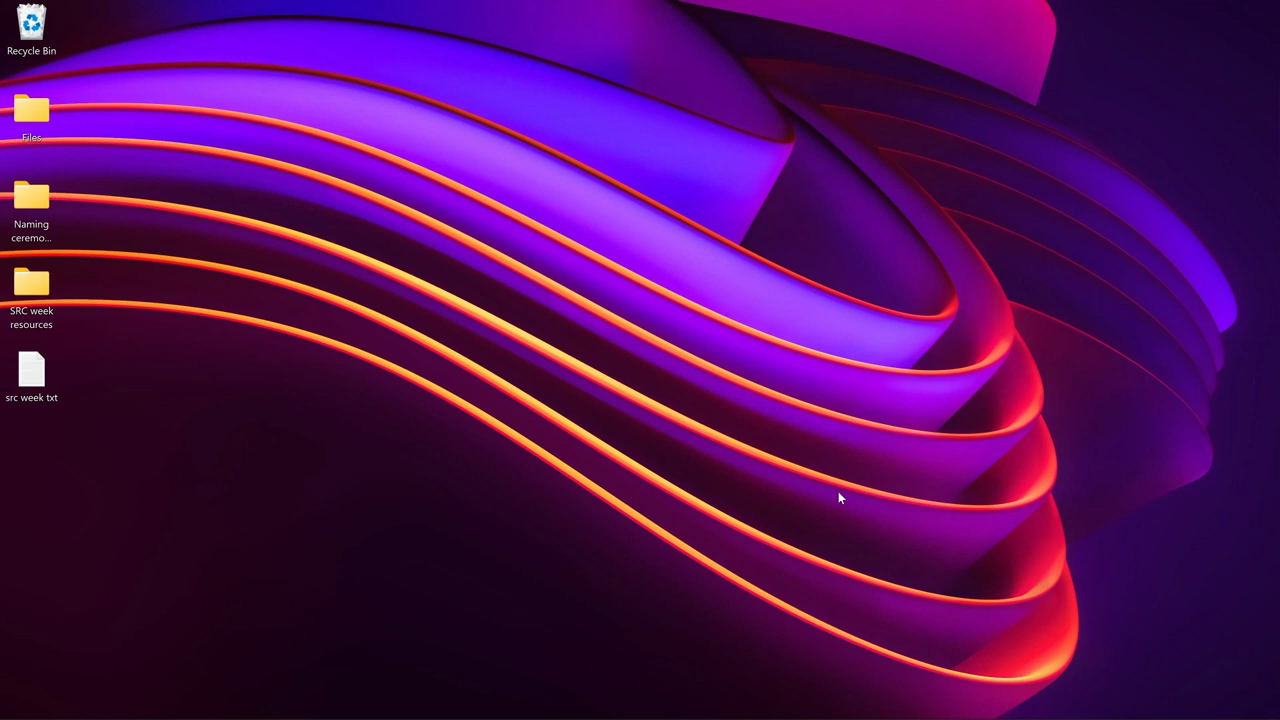 Recycle Bin
Files
Naming
ceremo...
SRC week
resources
src week txt